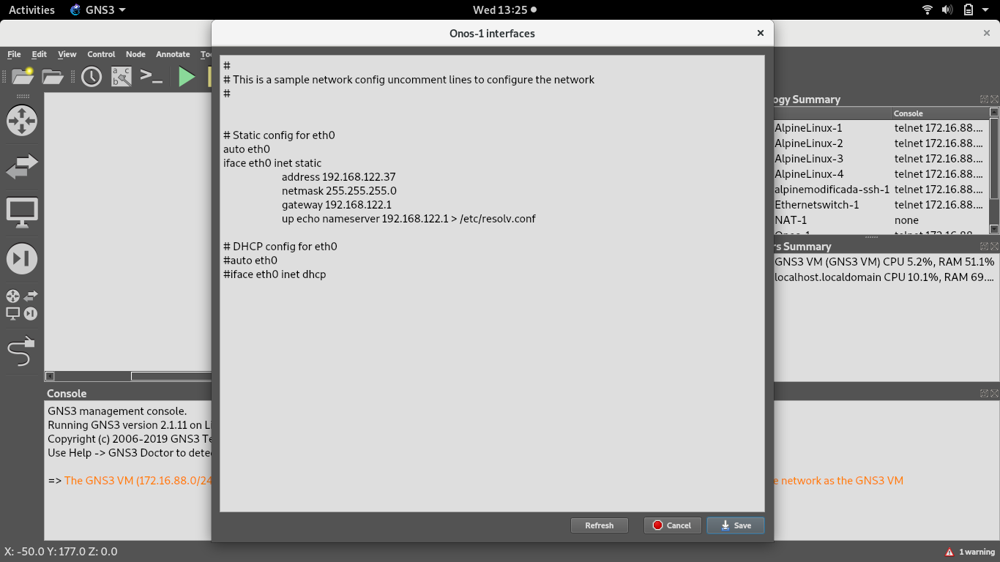 Activities GNS3 Wed 13:25
Onos-1 interfaces
File Edit View Control Node Annotate
#
# This is a sample network config uncomment lines to configure the network
#
# Static config for eth0
auto eth0
iface eth0 inet static
address 192.168.122.37
netmask 255.255.255.0
gateway 192.168.122.1
up echo nameserver 192.168.122.1 > /etc/resolv.conf
# DHCP config for eth0
#auto eth0
#iface eth0 inet dhcp
Refresh Cancel Save
ogy Summary
Console
AlpineLinux-1 telnet 172.16.88....
AlpineLinux-2 telnet 172.16.88....
AlpineLinux-3 telnet 172.16.88....
AlpineLinux-4 telnet 172.16.88....
alpinemodificada-ssh-1 telnet 172.16.88....
Ethernetswitch-1 telnet 172.16.88....
NAT-1 none
rs Summary
GNS3 VM (GNS3 VM) CPU 5.2%, RAM 51.1%
localhost.localdomain CPU 10.1%, RAM 69....
Console
GNS3 management console.
Running GNS3 version 2.1.11 on Li
Copyright (c) 2006-2019 GNS3 Te
Use Help -> GNS3 Doctor to dete
=> The GNS3 VM (172.16.88.0/24
e network as the GNS3 VM
X: -50.0 Y: 177.0 Z: 0.0
1 warning